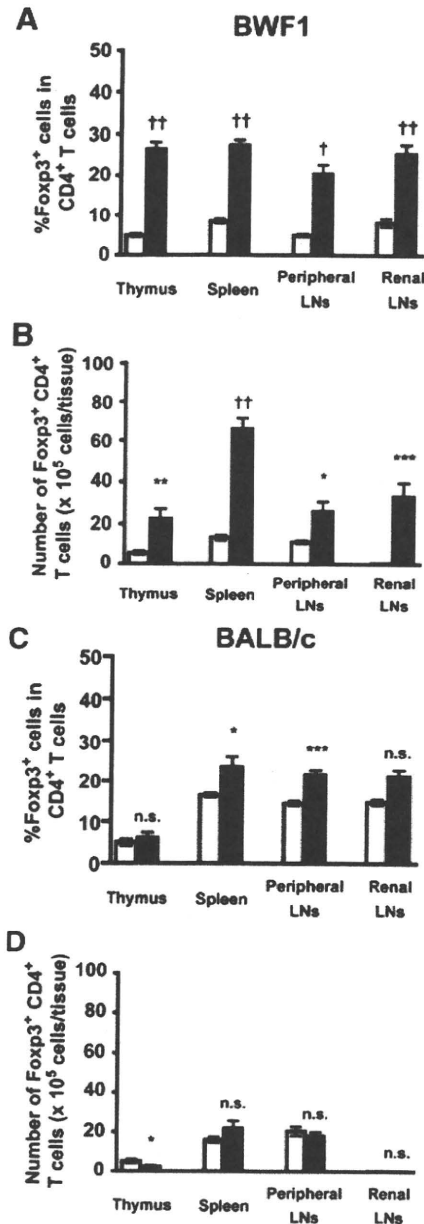 A
BWF1
%Foxp3⁺ cells in
CD4⁺ T cells
50
40
30
20
10
0
††
††
†
††
Thymus
Spleen
Peripheral
LNs
Renal
LNs
B
Number of Foxp3⁺ CD4⁺
T cells (x 10⁵ cells/tissue)
100
80
60
40
20
0
**
††
*
***
Thymus
Spleen
Peripheral
LNs
Renal
LNs
C
BALB/c
%Foxp3⁺ cells in
CD4⁺ T cells
50
40
30
20
10
0
n.s.
*
***
n.s.
Thymus
Spleen
Peripheral
LNs
Renal
LNs
D
Number of Foxp3⁺ CD4⁺
T cells (x 10⁵ cells/tissue)
100
80
60
40
20
0
*
n.s.
n.s.
n.s.
Thymus
Spleen
Peripheral
LNs
Renal
LNs